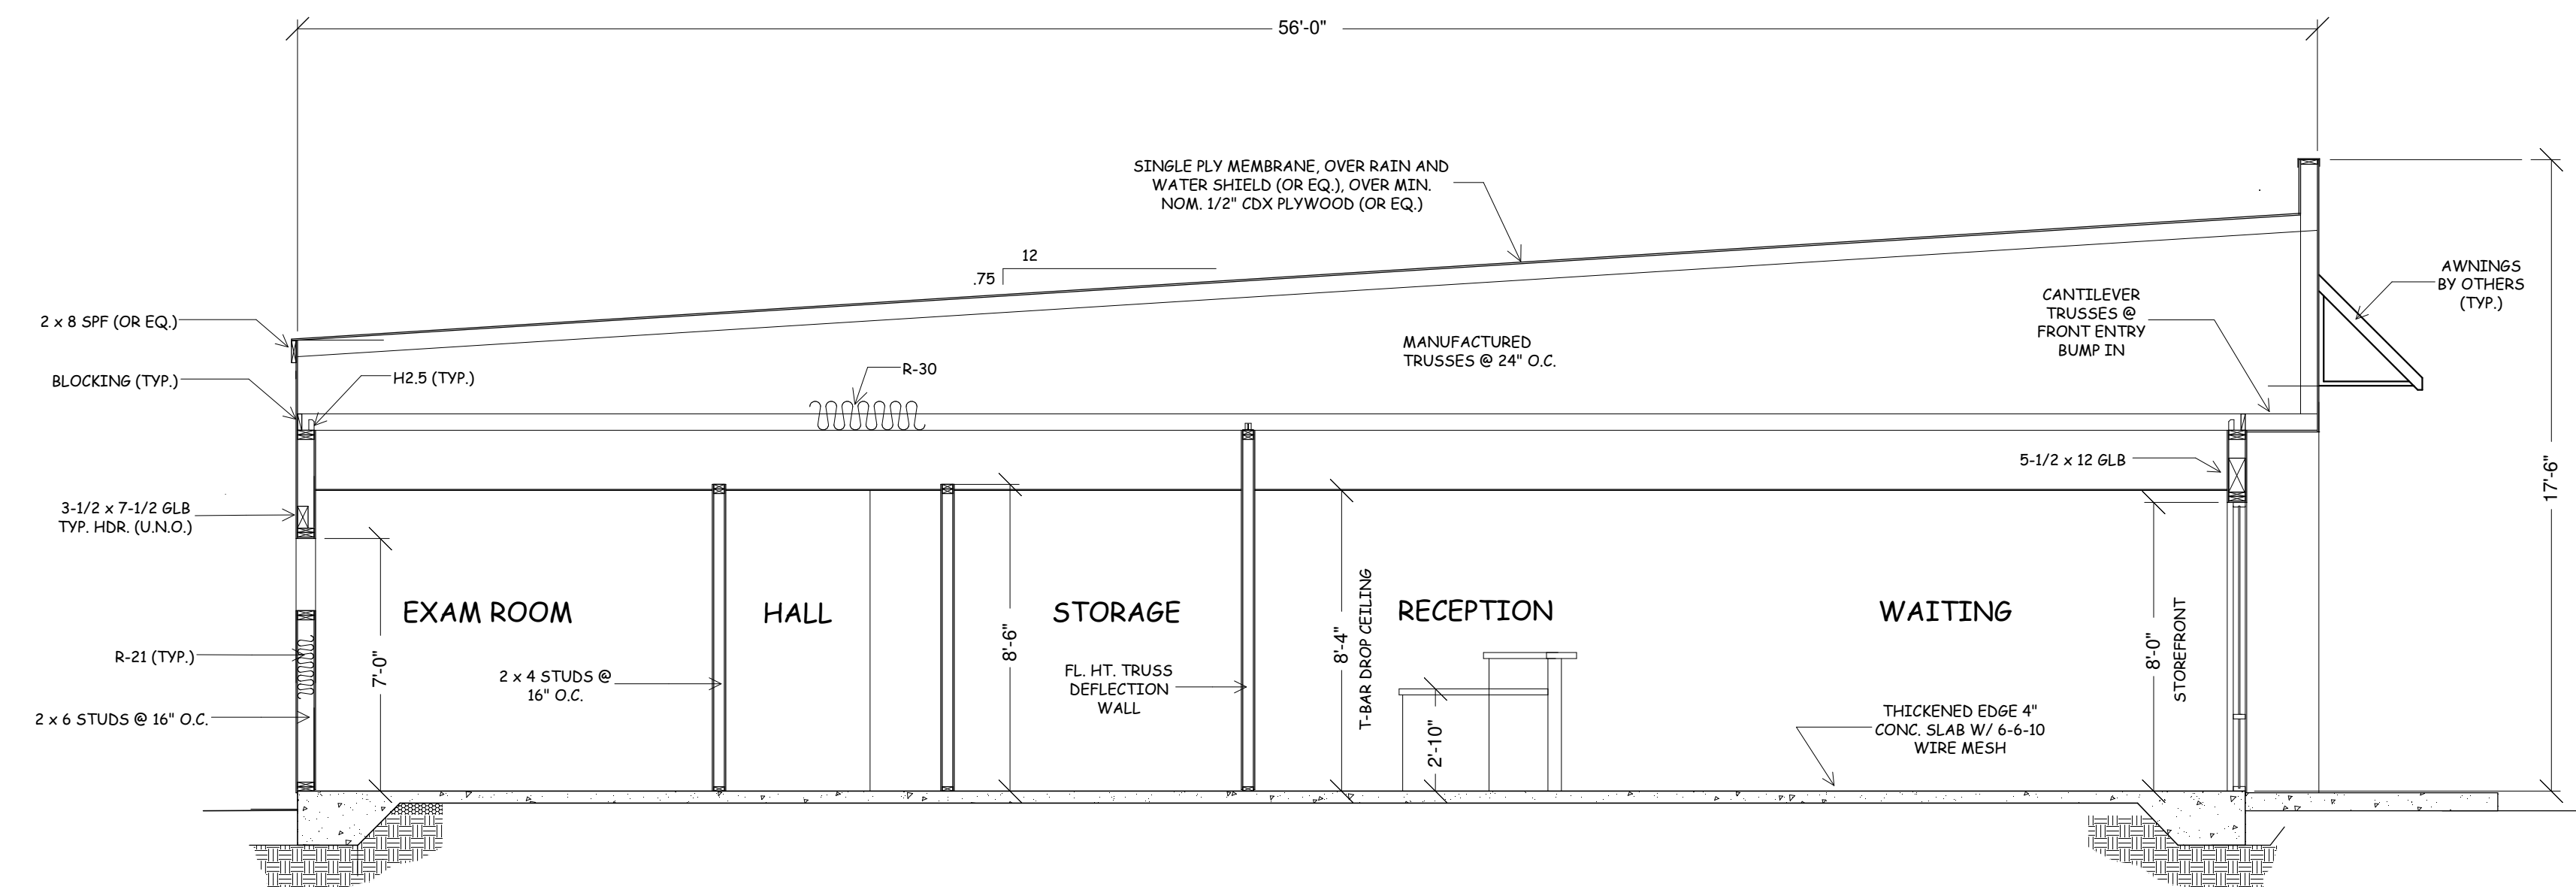 56'-0"
SINGLE PLY MEMBRANE, OVER RAIN AND
WATER SHIELD (OR EQ.), OVER MIN.
NOM. 1/2" CDX PLYWOOD (OR EQ.)
12
.75
AWNINGS
BY OTHERS
(TYP.)
CANTILEVER
TRUSSES @
FRONT ENTRY
BUMP IN
2 x 8 SPF (OR EQ.)
MANUFACTURED
TRUSSES @ 24" O.C.
BLOCKING (TYP.)
H2.5 (TYP.)
R-30
5-1/2 x 12 GLB
17'-6"
3-1/2 x 7-1/2 GLB
TYP. HDR. (U.N.O.)
EXAM ROOM
HALL
STORAGE
RECEPTION
WAITING
R-21 (TYP.)
7'-0"
2 x 4 STUDS @
16" O.C.
8'-6"
FL. HT. TRUSS
DEFLECTION
WALL
8'-4"
T-BAR DROP CEILING
2'-10"
8'-0"
STOREFRONT
2 x 6 STUDS @ 16" O.C.
THICKENED EDGE 4"
CONC. SLAB W/ 6-6-10
WIRE MESH